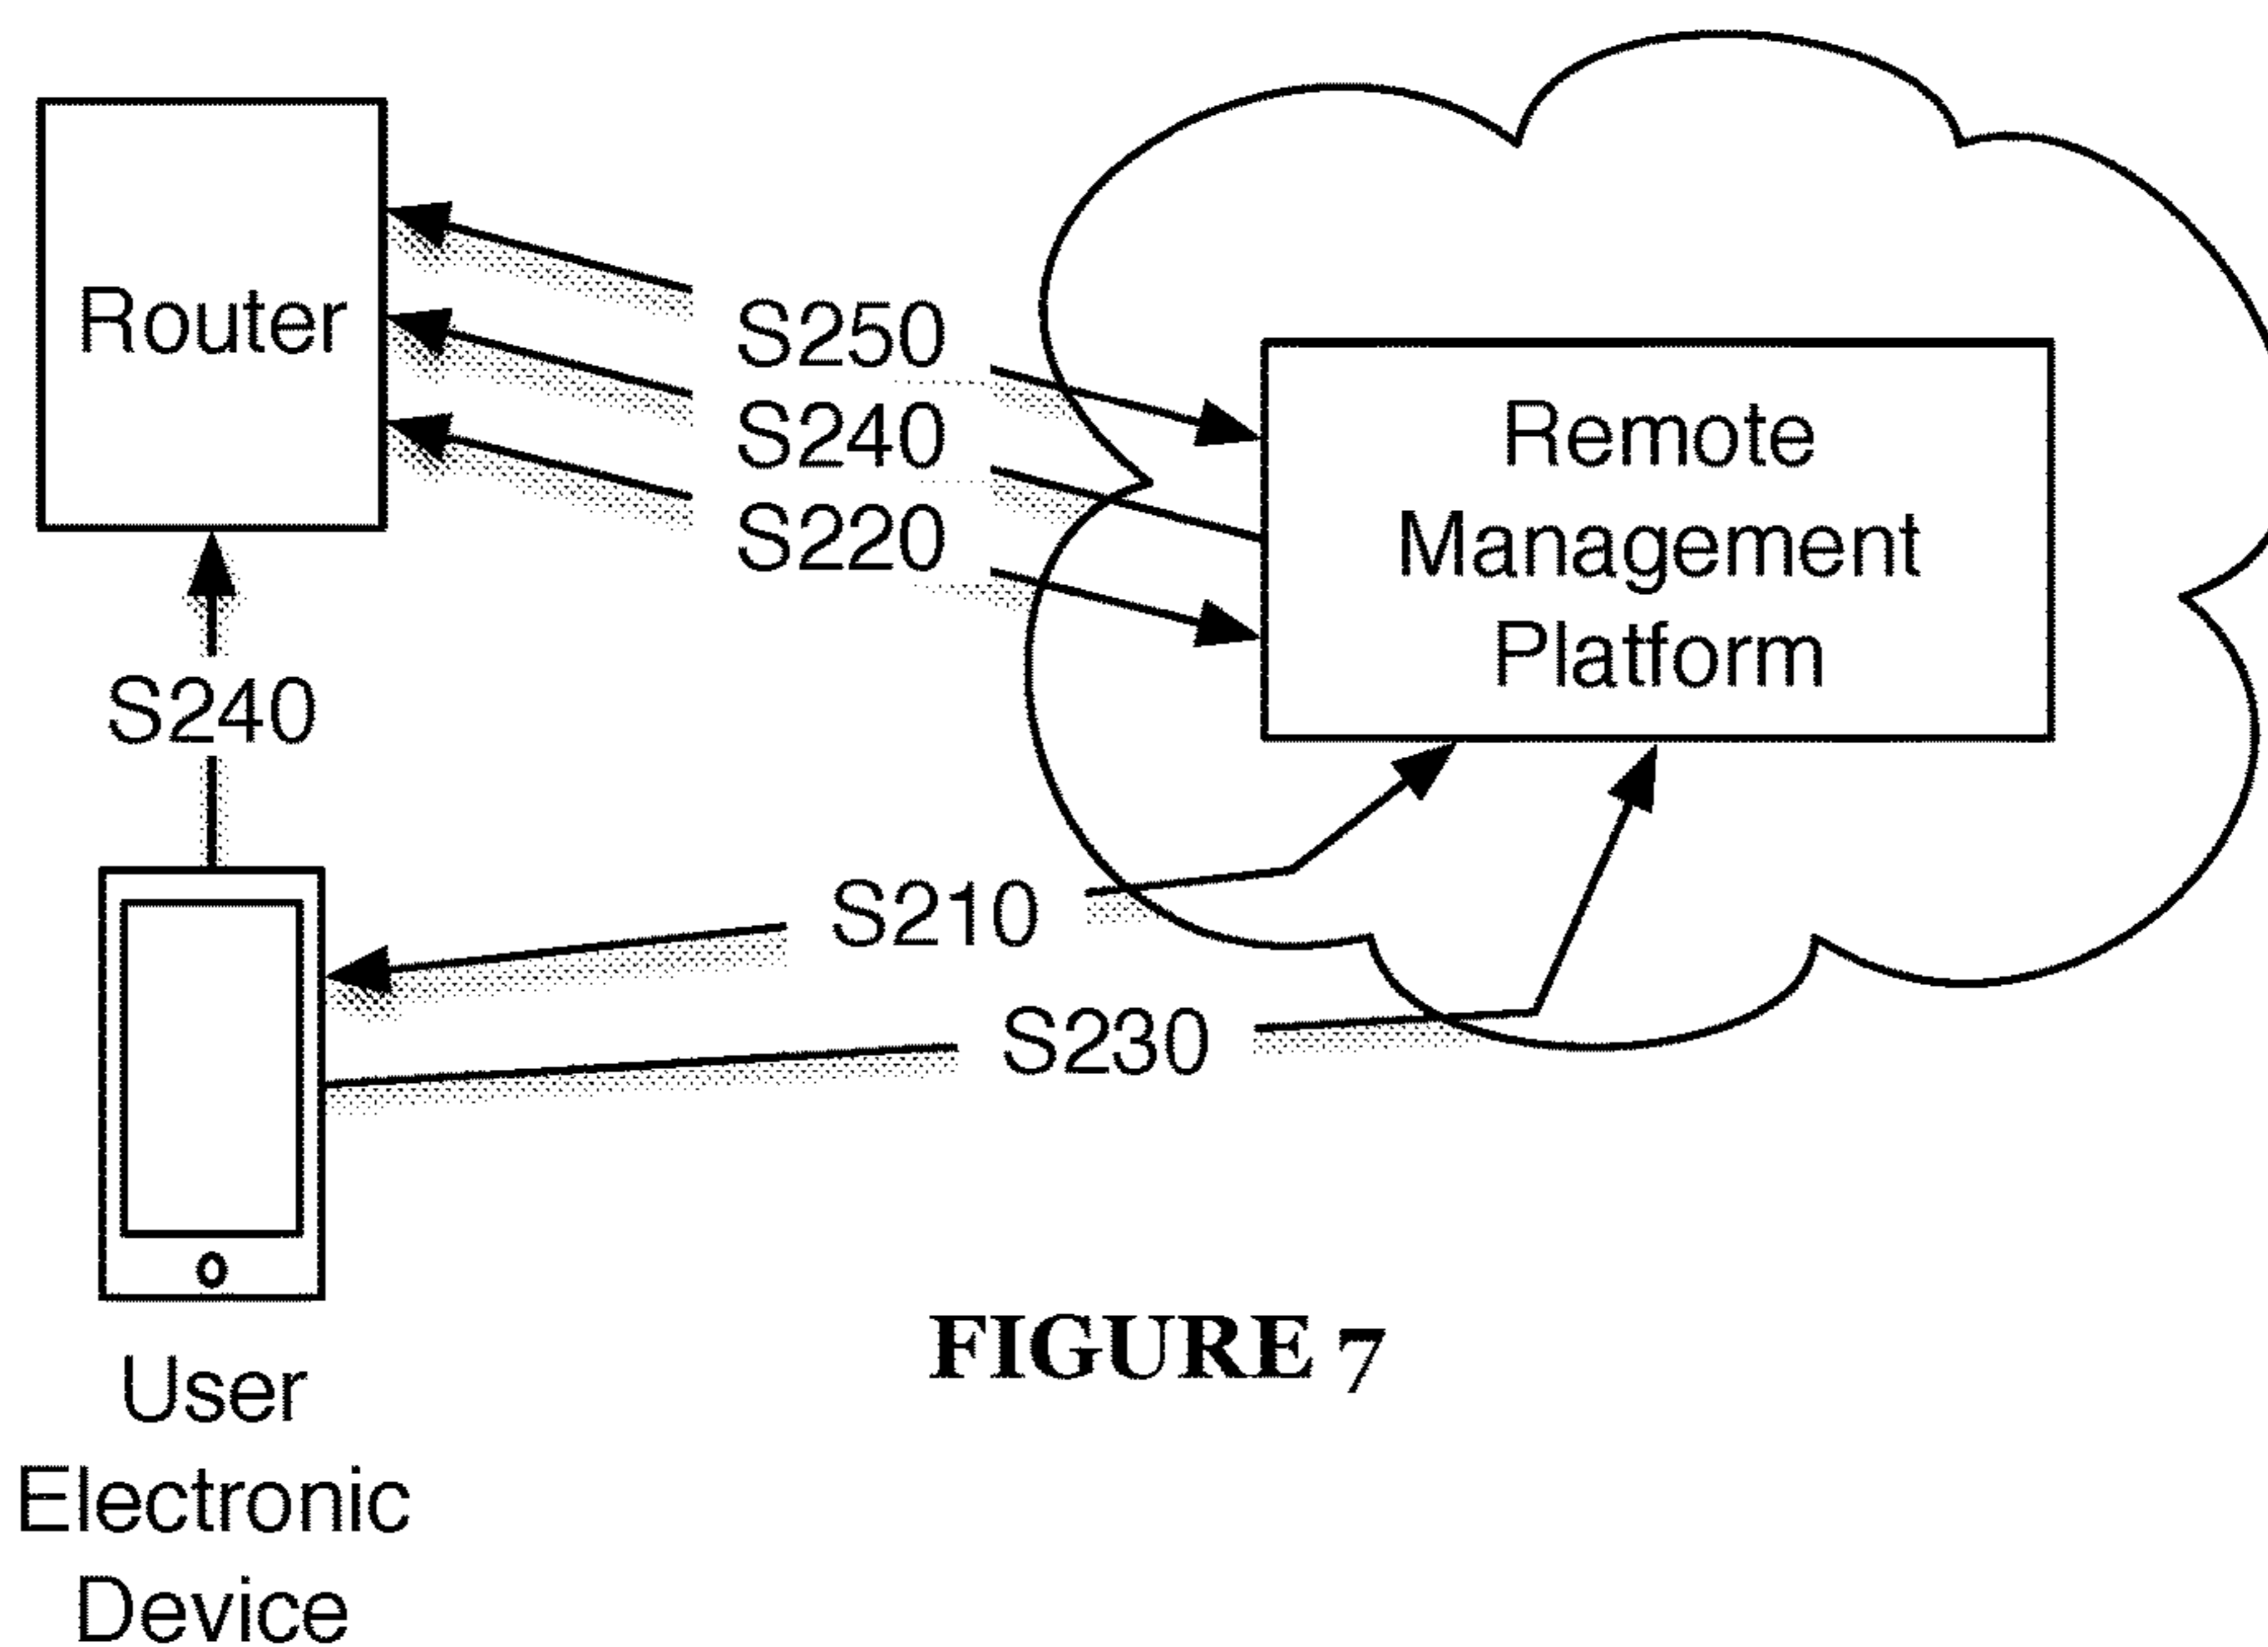 Router
S250
S240
S220
Remote
Management
Platform
S240
S210
S230
FIGURE 7
User
Electronic
Device